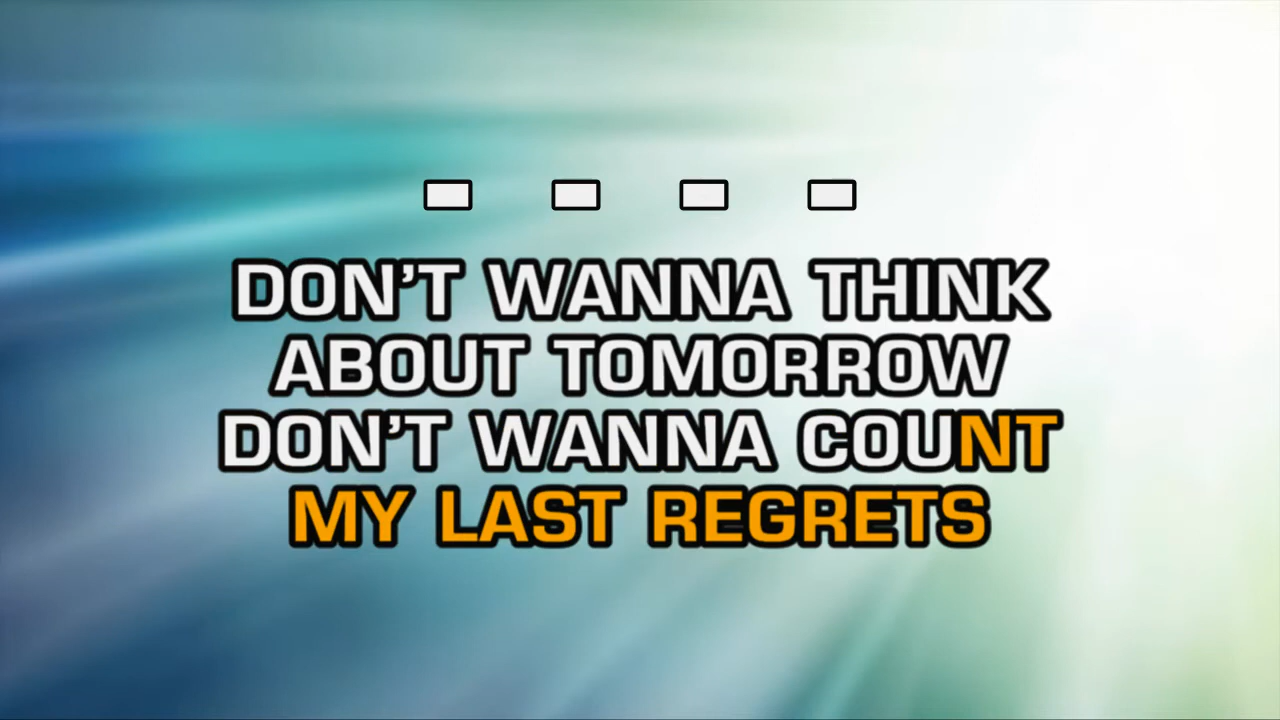 DON'T WANNA THINK
ABOUT TOMORROW
DON'T WANNA COUNT
MY LAST REGRETS